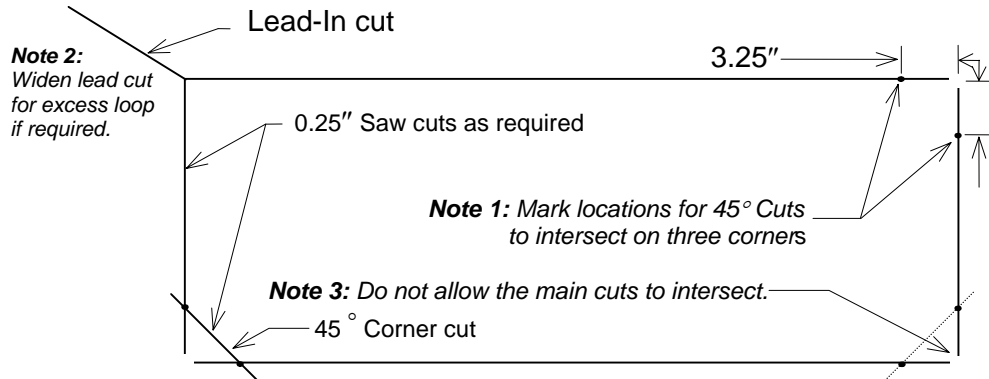 Lead-In cut
Note 2:
Widen lead cut
for excess loop
if required.
3.25″
0.25″ Saw cuts as required
Note 1: Mark locations for 45° Cuts
to intersect on three corners
Note 3: Do not allow the main cuts to intersect.
45° Corner cut